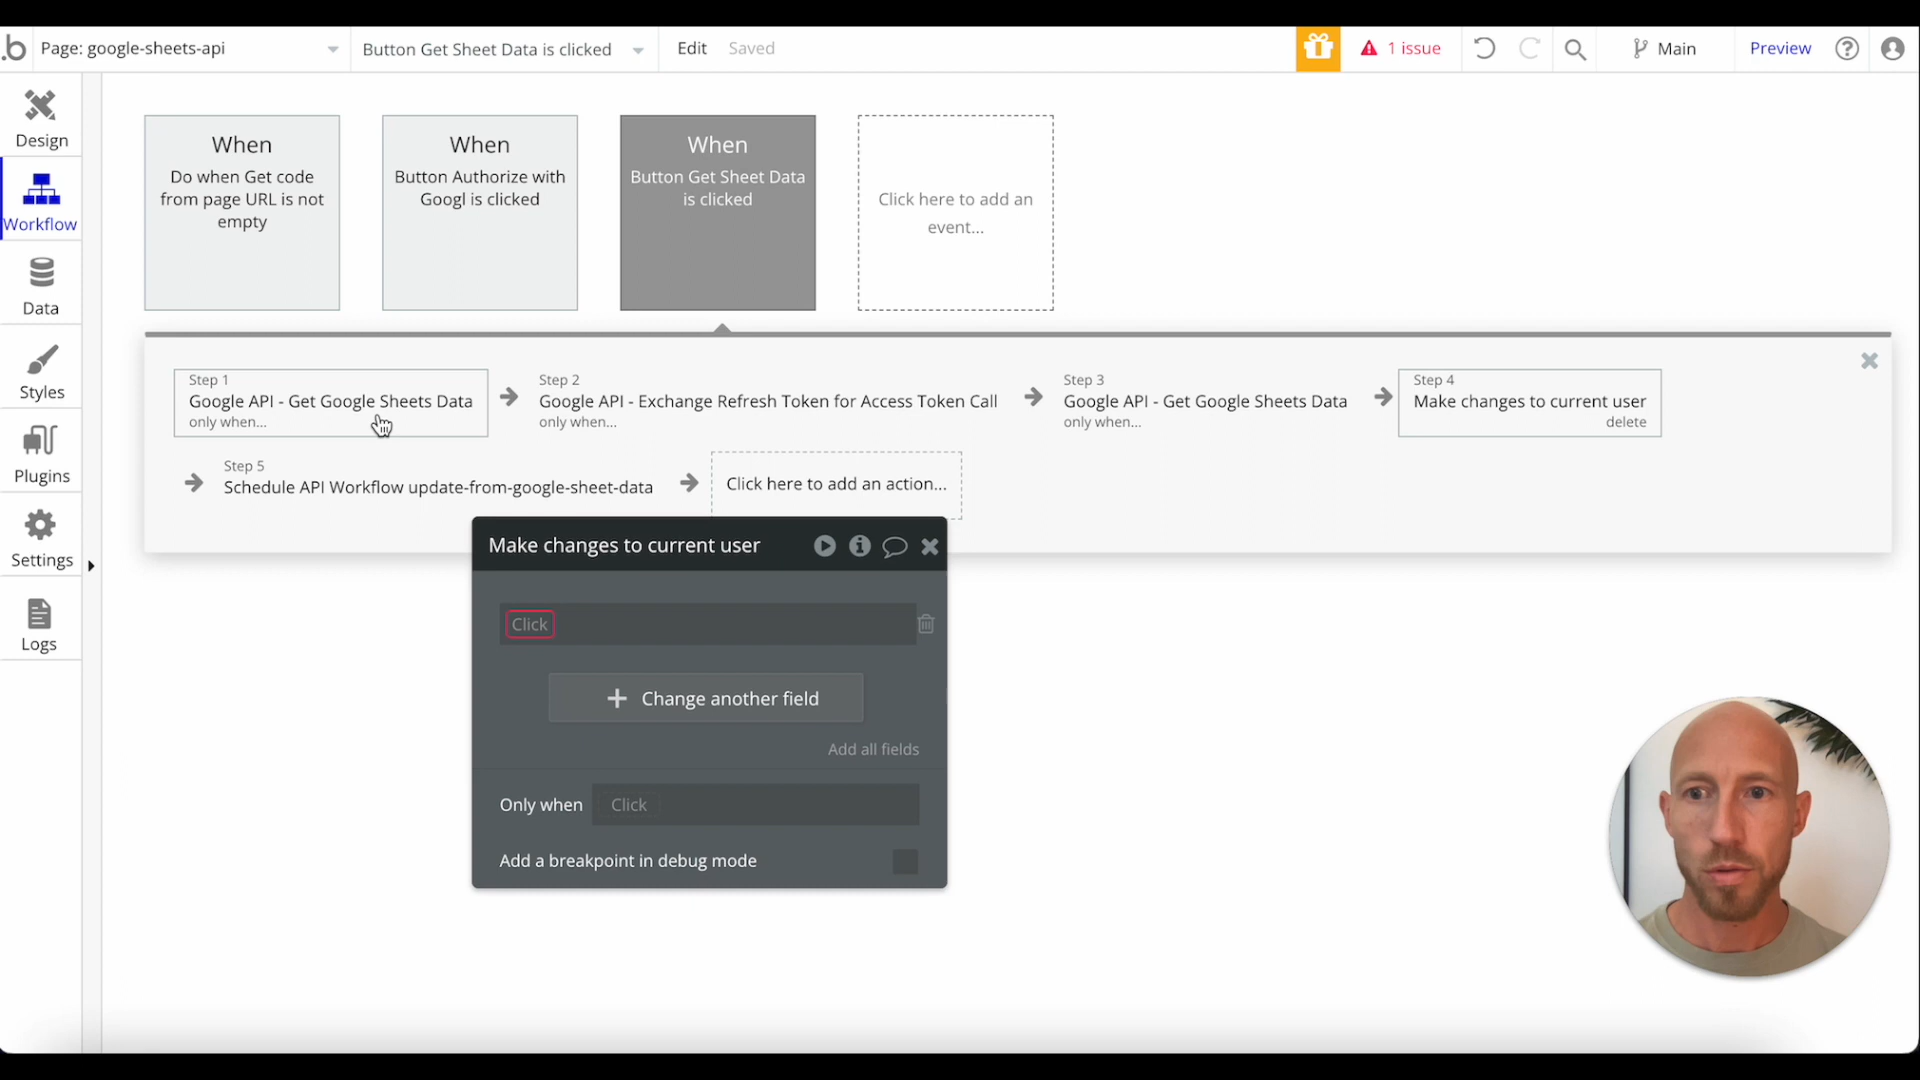 Page: google-sheets-api
Button Get Sheet Data is clicked
Edit
Saved
1 issue
Main
Preview
Design
Workflow
Data
Styles
Plugins
Settings
Logs
When
Do when Get code
from page URL is not
empty
When
Button Authorize with
Googl is clicked
When
Button Get Sheet Data
is clicked
Click here to add an
event...
Step 1
Google API - Get Google Sheets Data
only when...
Step 2
Google API - Exchange Refresh Token for Access Token Call
only when...
Step 3
Google API - Get Google Sheets Data
only when...
Step 4
Make changes to current user
delete
Step 5
Schedule API Workflow update-from-google-sheet-data
Click here to add an action...
Make changes to current user
Click
Change another field
Add all fields
Only when
Click
Add a breakpoint in debug mode